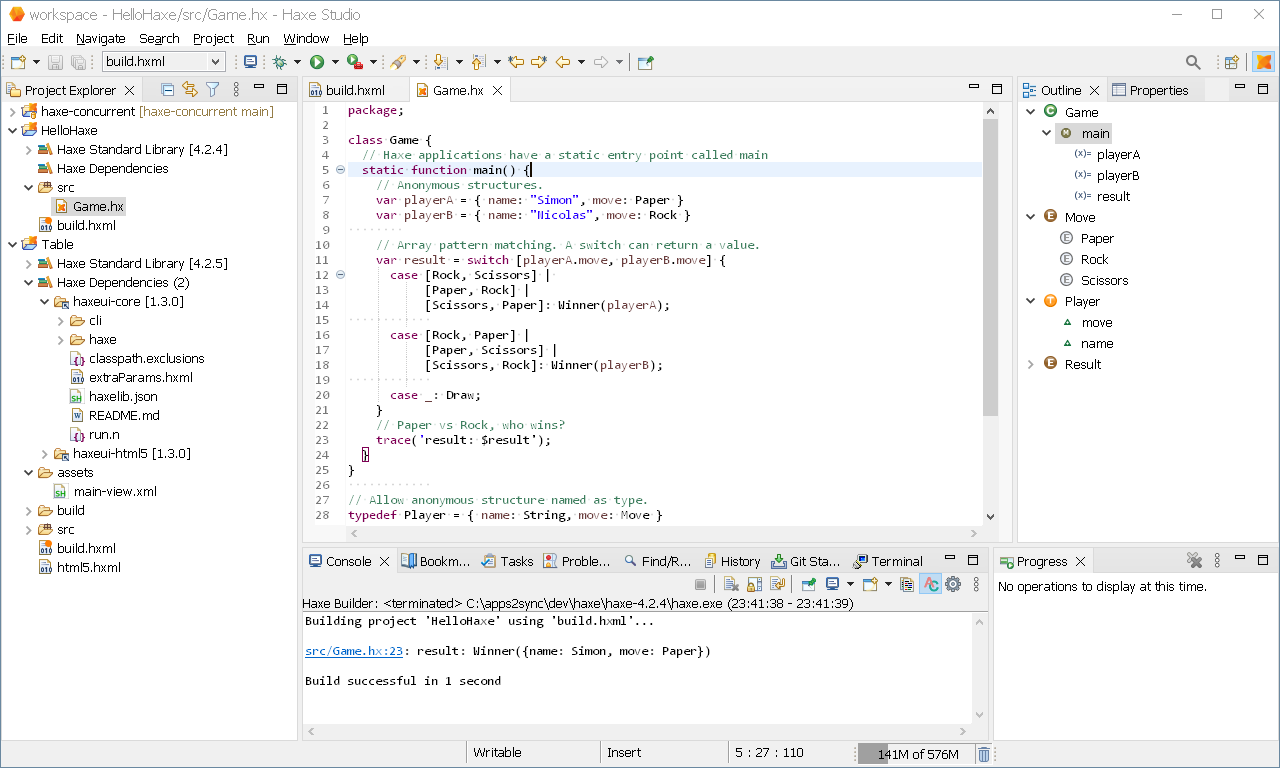 workspace - HelloHaxe/src/Game.hx - Haxe Studio
File Edit Navigate Search Project Run Window Help
build.hxml
Project Explorer
haxe-concurrent [haxe-concurrent main]
HelloHaxe
Haxe Standard Library [4.2.4]
Haxe Dependencies
src
Game.hx
build.hxml
Table
Haxe Standard Library [4.2.5]
Haxe Dependencies (2)
haxeui-core [1.3.0]
cli
haxe
classpath.exclusions
extraParams.hxml
haxelib.json
README.md
run.n
haxeui-html5 [1.3.0]
assets
main-view.xml
build
src
build.hxml
html5.hxml
build.hxml Game.hx
1 package;
2
3 class Game {
4 // Haxe applications have a static entry point called main
5 static function main() {
6 // Anonymous structures.
7 var playerA = { name: "Simon", move: Paper }
8 var playerB = { name: "Nicolas", move: Rock }
9
10 // Array pattern matching. A switch can return a value.
11 var result = switch [playerA.move, playerB.move] {
12 case [Rock, Scissors] |
13 [Paper, Rock] |
14 [Scissors, Paper]: Winner(playerA);
15
16 case [Rock, Paper] |
17 [Paper, Scissors] |
18 [Scissors, Rock]: Winner(playerB);
19
20 case _: Draw;
21 }
22 // Paper vs Rock, who wins?
23 trace('result: $result');
24 }
25 }
26
27 // Allow anonymous structure named as type.
28 typedef Player = { name: String, move: Move }
Outline Properties
Game
main
playerA
playerB
result
Move
Paper
Rock
Scissors
Player
move
name
Result
Console Bookm... Tasks Proble... Find/R... History Git Sta... Terminal
Haxe Builder: <terminated> C:\apps2sync\dev\haxe\haxe-4.2.4\haxe.exe (23:41:38 - 23:41:39)
Building project 'HelloHaxe' using 'build.hxml'...
src/Game.hx:23: result: Winner({name: Simon, move: Paper})
Build successful in 1 second
Progress
No operations to display at this time.
Writable Insert 5 : 27 : 110 141M of 576M